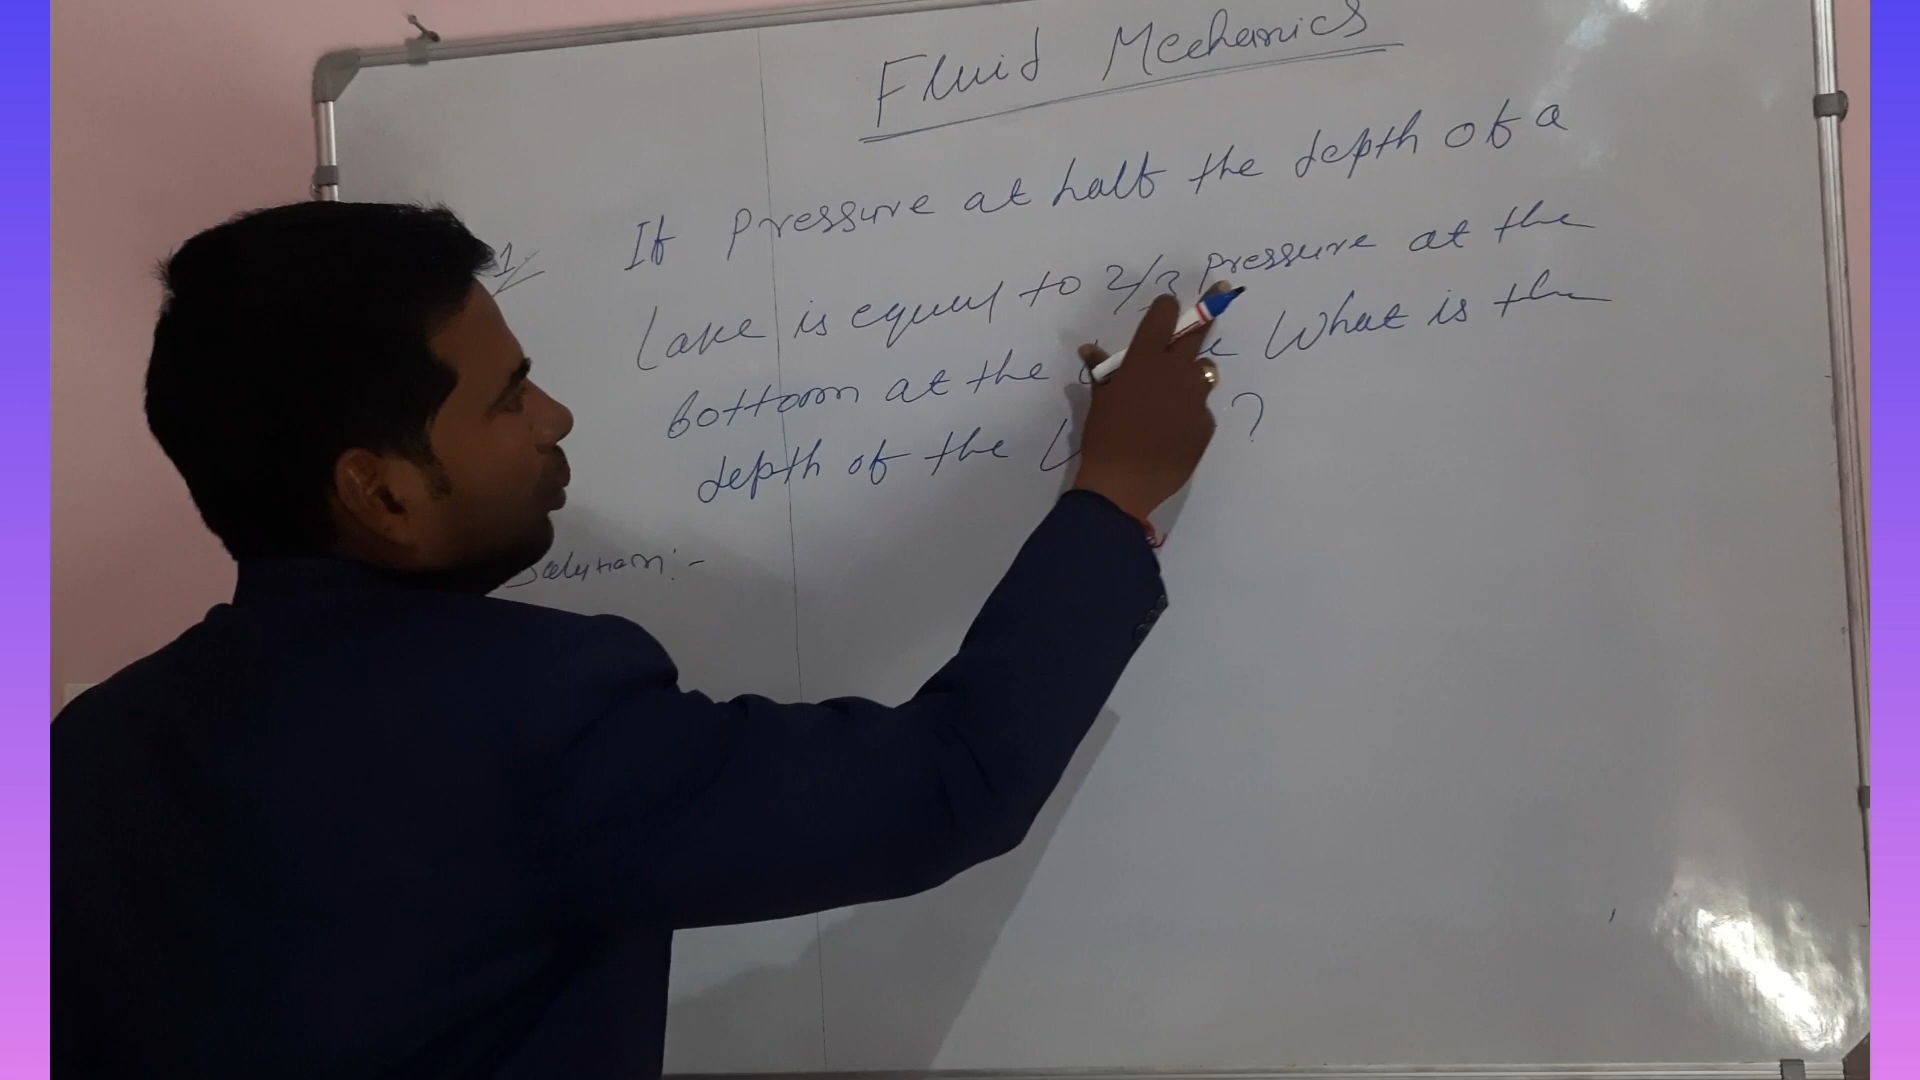 Fluid Mechanics
1 If Pressure at half the depth of a
Lake is equal to 2/3 Pressure at the
bottom at the What is the
depth of the ?
Solution:-